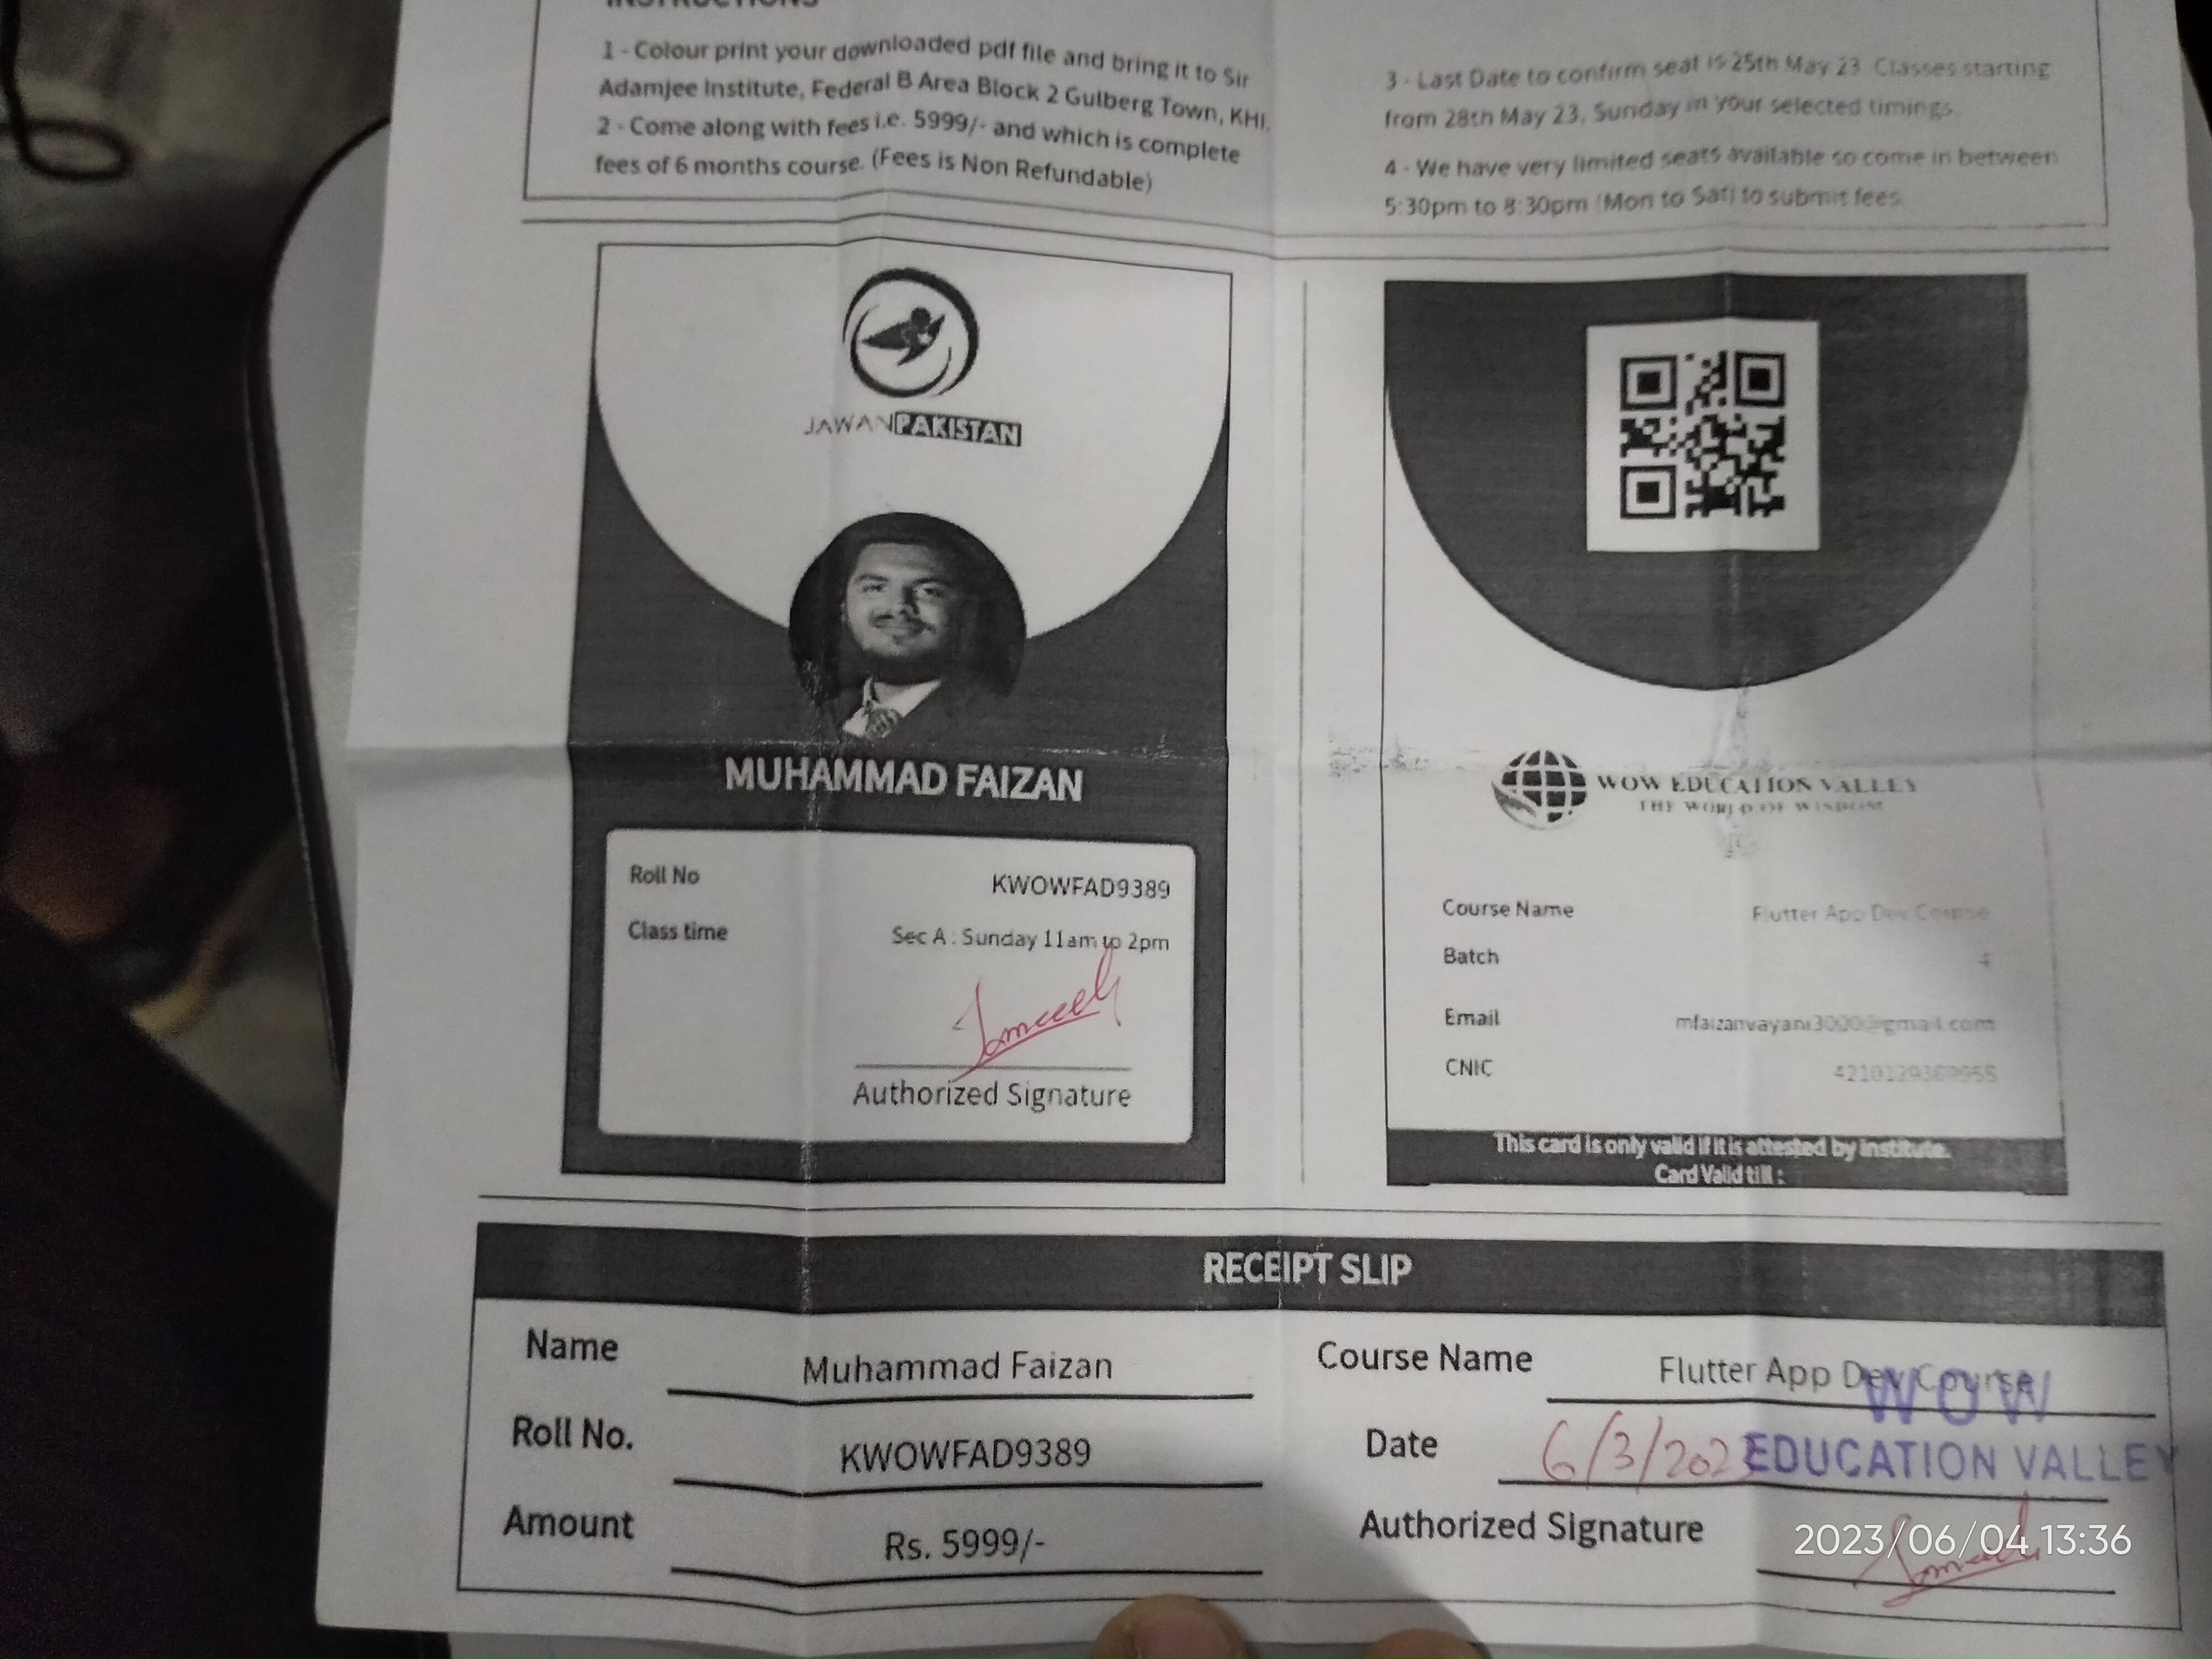 INSTRUCTIONS
1 - Colour print your downloaded pdf file and bring it to Sir
Adamjee Institute, Federal B Area Block 2 Gulberg Town, KHI.
2 - Come along with fees i.e. 5999/- and which is complete
fees of 6 months course. (Fees is Non Refundable)
3 - Last Date to confirm seat is 25th May 23. Classes starting
from 28th May 23, Sunday in your selected timings.
4 - We have very limited seats available so come in between
5:30pm to 8:30pm (Mon to Sat) to submit fees.
JAWANPAKISTAN
MUHAMMAD FAIZAN
Roll No KWOWFAD9389
Class time Sec A : Sunday 11am to 2pm
Authorized Signature
WOW EDUCATION VALLEY
THE WORLD OF WINDOM
Course Name Flutter App Dev Course
Batch 4
Email mfaizanvayani3000@gmail.com
CNIC
This card is only valid if it is attested by institute.
Card Valid till :
RECEIPT SLIP
Name Muhammad Faizan
Course Name Flutter App Dev Course
Roll No. KWOWFAD9389
Date 6/3/2023
Amount Rs. 5999/-
Authorized Signature
WOW
EDUCATION VALLEY
2023/06/04 13:36